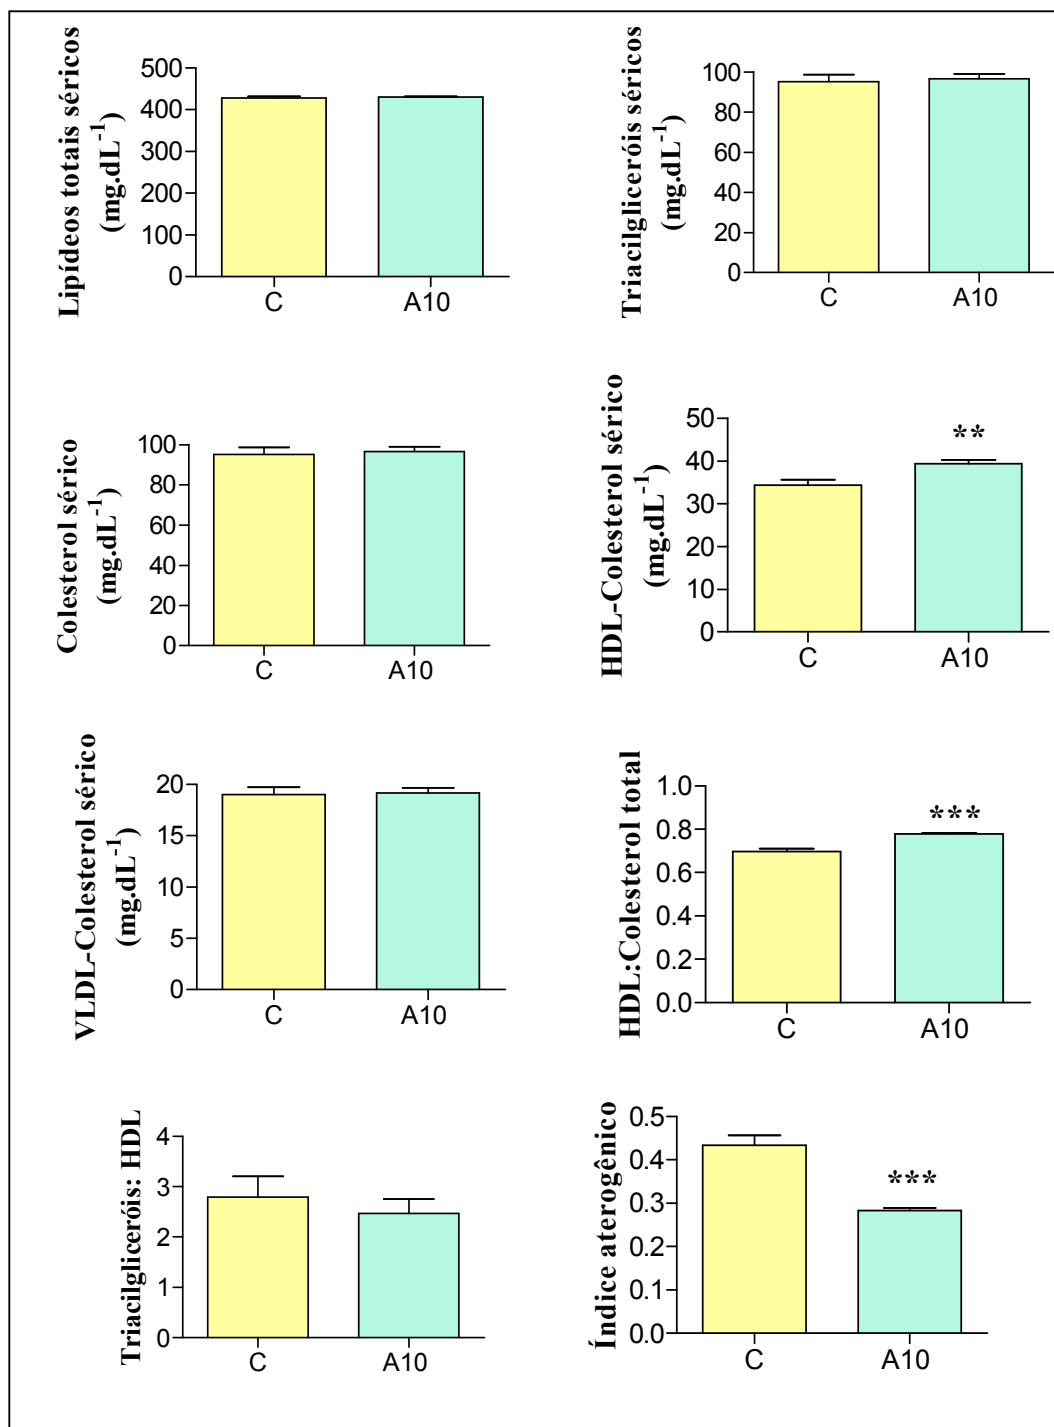 Lipídeos totais séricos
(mg.dL-1)
500
400
300
200
100
0
C
A10
Triacilgliceróis séricos
(mg.dL-1)
100
80
60
40
20
0
C
A10
Colesterol sérico
(mg.dL-1)
100
80
60
40
20
0
C
A10
HDL-Colesterol sérico
(mg.dL-1)
50
40
30
20
10
0
**
C
A10
VLDL-Colesterol sérico
(mg.dL-1)
20
15
10
5
0
C
A10
HDL:Colesterol total
1.0
0.8
0.6
0.4
0.2
0.0
***
C
A10
Triacilgliceróis: HDL
4
3
2
1
0
C
A10
Índice aterogênico
0.5
0.4
0.3
0.2
0.1
0.0
***
C
A10